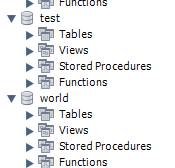 Functions
test
Tables
Views
Stored Procedures
Functions
world
Tables
Views
Stored Procedures
Functions